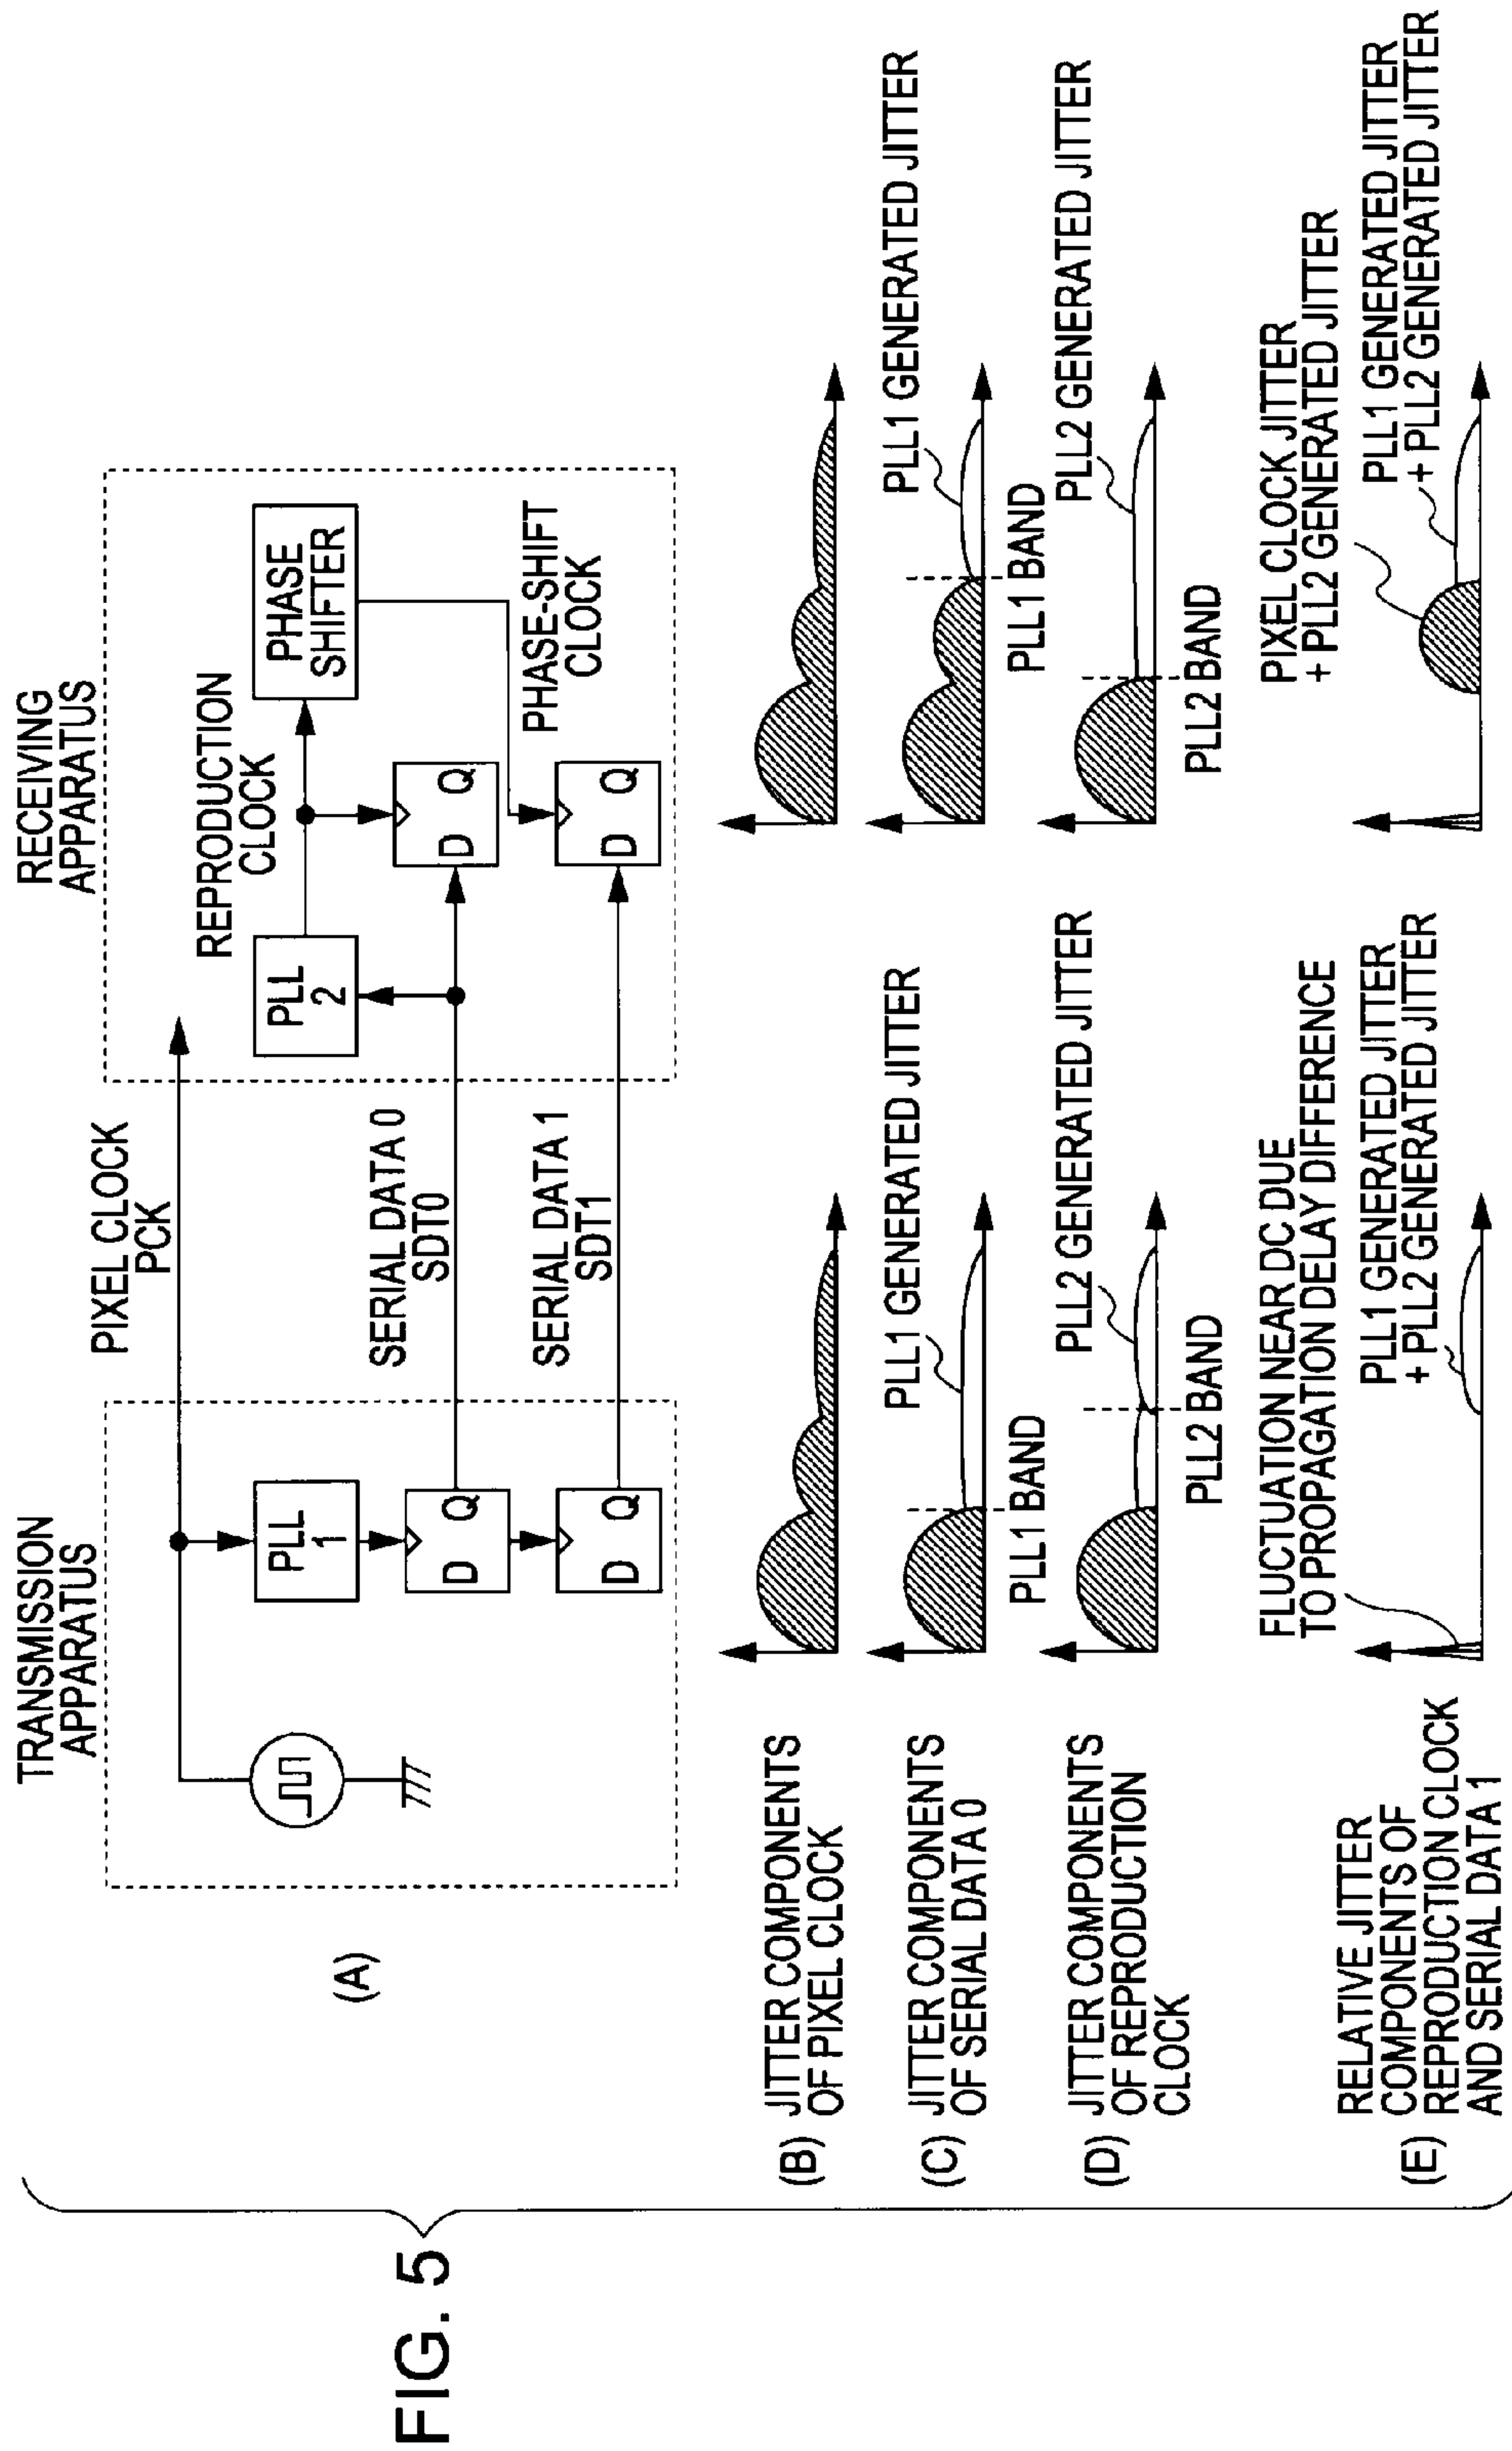 FIG. 5
(A)
TRANSMISSION
APPARATUS
PIXEL CLOCK
PCK
RECEIVING
APPARATUS
PLL
1
D Q
D Q
SERIAL DATA 0
SDT0
SERIAL DATA 1
SDT1
PLL
2
REPRODUCTION
CLOCK
PHASE
SHIFTER
D Q
D Q
PHASE-SHIFT
CLOCK
(B) JITTER COMPONENTS
OF PIXEL CLOCK
(C) JITTER COMPONENTS
OF SERIAL DATA 0
PLL1 GENERATED JITTER
PLL1 BAND
PLL1 GENERATED JITTER
PLL1 BAND
(D) JITTER COMPONENTS
OF REPRODUCTION
CLOCK
PLL2 GENERATED JITTER
PLL2 BAND
PLL2 GENERATED JITTER
PLL2 BAND
(E) RELATIVE JITTER
COMPONENTS OF
REPRODUCTION CLOCK
AND SERIAL DATA 1
FLUCTUATION NEAR DC DUE
TO PROPAGATION DELAY DIFFERENCE
PLL1 GENERATED JITTER
+ PLL2 GENERATED JITTER
PIXEL CLOCK JITTER
+ PLL2 GENERATED JITTER
PLL1 GENERATED JITTER
+ PLL2 GENERATED JITTER